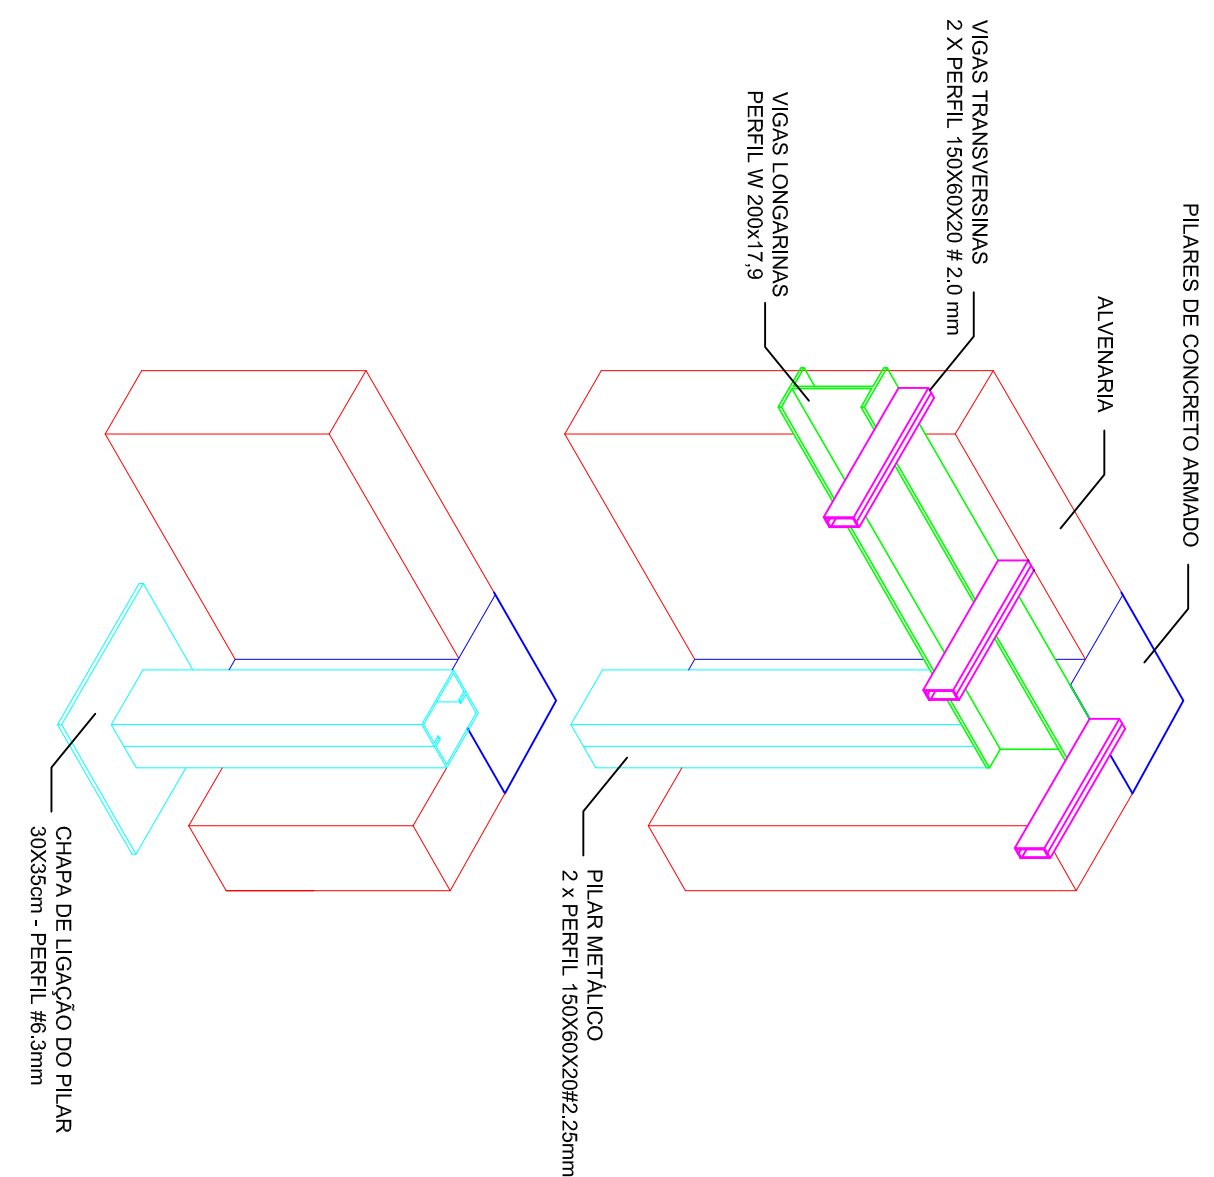 PILARES DE CONCRETO ARMADO
ALVENARIA
VIGAS TRANSVERSINAS
2 X PERFIL 150X60X20 # 2.0 mm
VIGAS LONGARINAS
PERFIL W 200x17,9
PILAR METÁLICO
2 x PERFIL 150X60X20#2.25mm
CHAPA DE LIGAÇÃO DO PILAR
30X35cm - PERFIL #6.3mm